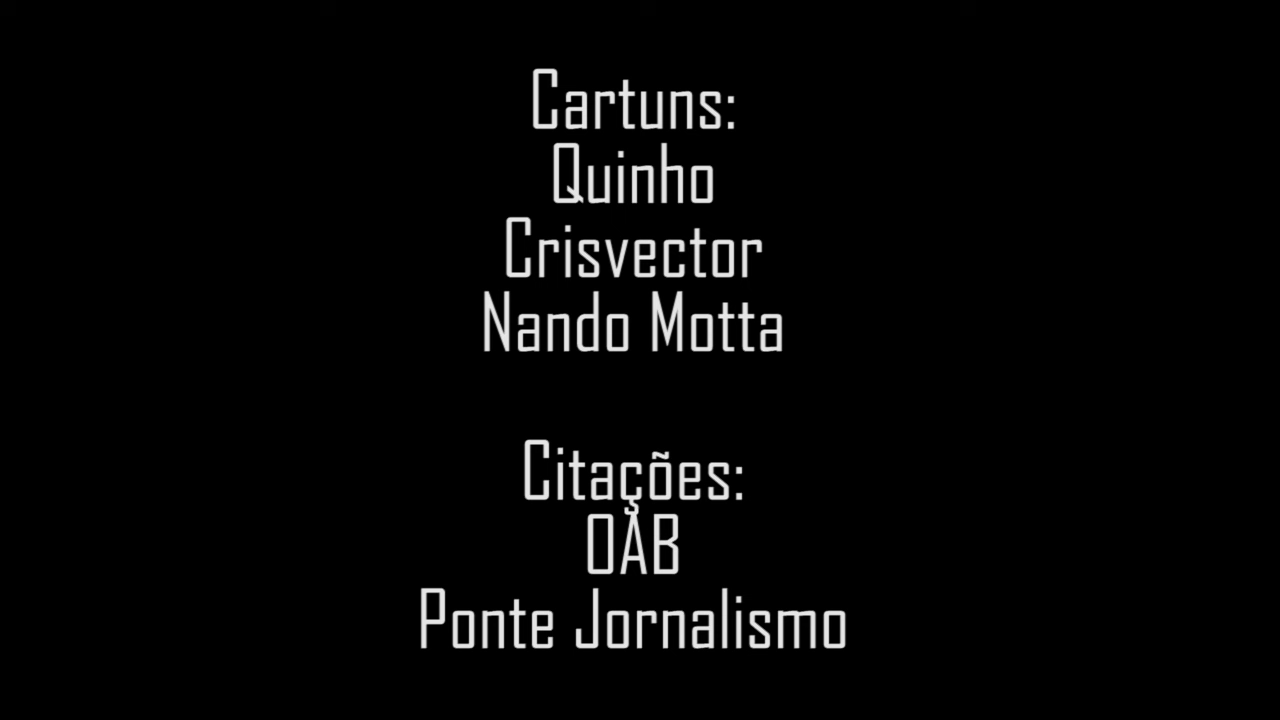 Cartuns:
Quinho
Crisvector
Nando Motta
Citações:
OAB
Ponte Jornalismo